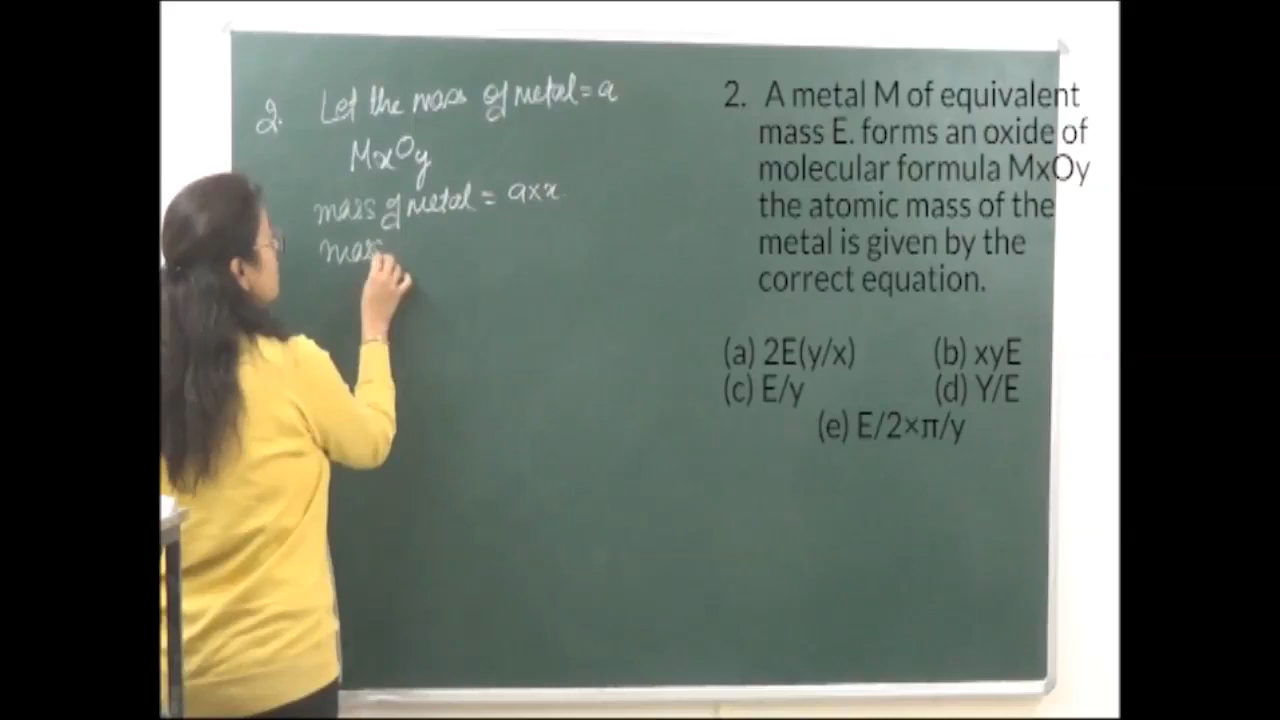 2. Let the mass of metal = a
MxOy
mass of metal = a×x
mas
2. A metal M of equivalent
mass E. forms an oxide of
molecular formula MxOy
the atomic mass of the
metal is given by the
correct equation.
(a) 2E(y/x) (b) xyE
(c) E/y (d) Y/E
(e) E/2×π/y